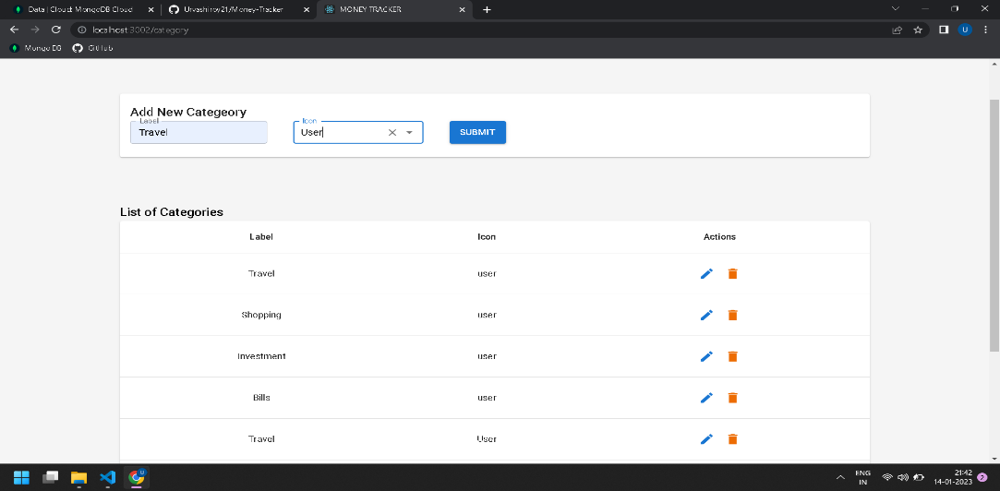 Data | Cloud: MongoDB Cloud
Urvashiroy21/Money-Tracker
MONEY TRACKER
localhost:3002/category
U
MongoDB
GitHub
Add New Categeory
Label
Travel
Icon
User
SUBMIT
List of Categories
Label Icon Actions
Travel user
Shopping user
Investment user
Bills user
Travel User
U
ENG
IN
21:42
14-01-2023
2